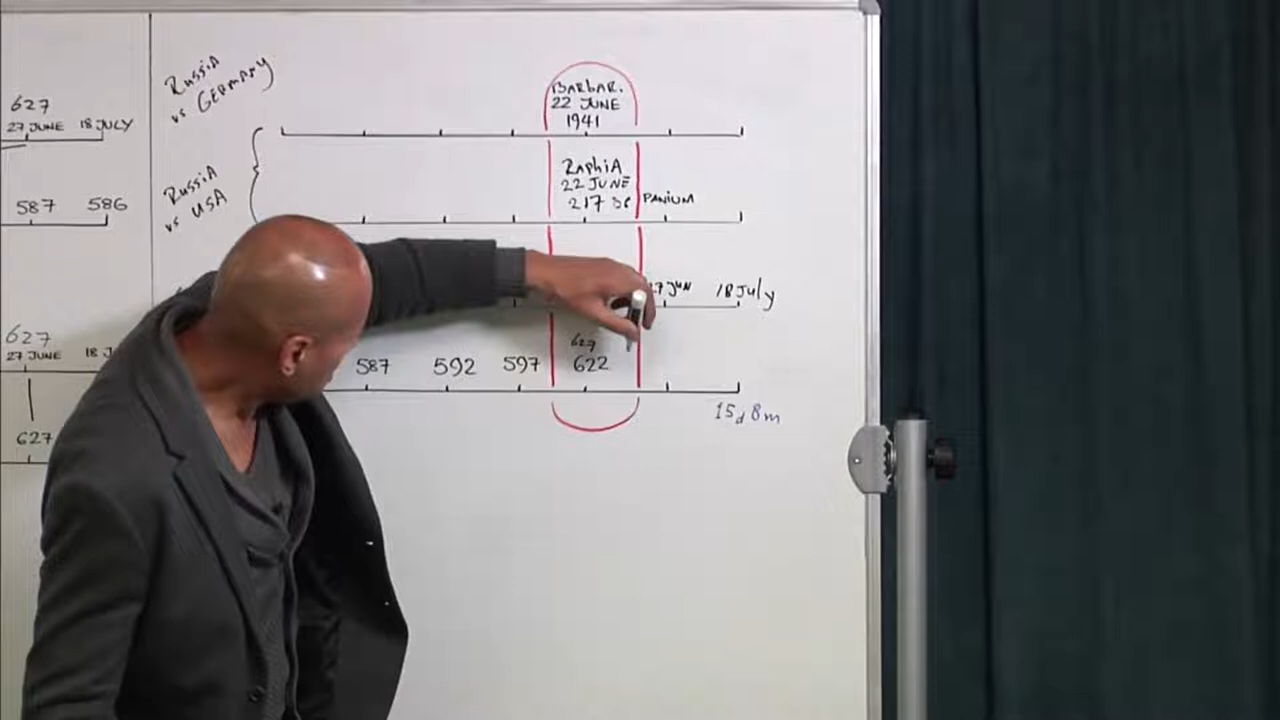 627
27 JUNE 18 JULY
587 586
627
27 JUNE
627
RUSSIA
vs GERMANY
RUSSIA
vs USA
BARBAR.
22 JUNE
1941
RAPHIA
22 JUNE
217 BC
PANIUM
18 July
627
587 592 597 622
15d 8m